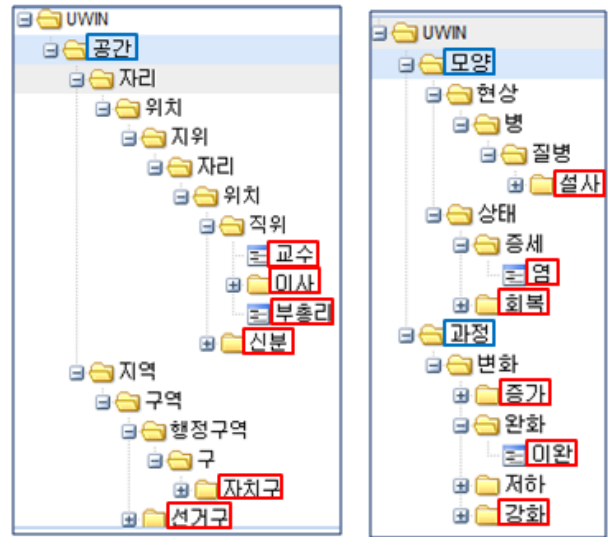 UWIN
공간
자리
위치
지위
자리
위치
직위
교수
이사
부총리
신분
지역
구역
행정구역
구
자치구
선거구
UWIN
모양
현상
병
질병
설사
상태
증세
염
회복
과정
변화
증가
완화
이완
저하
강화